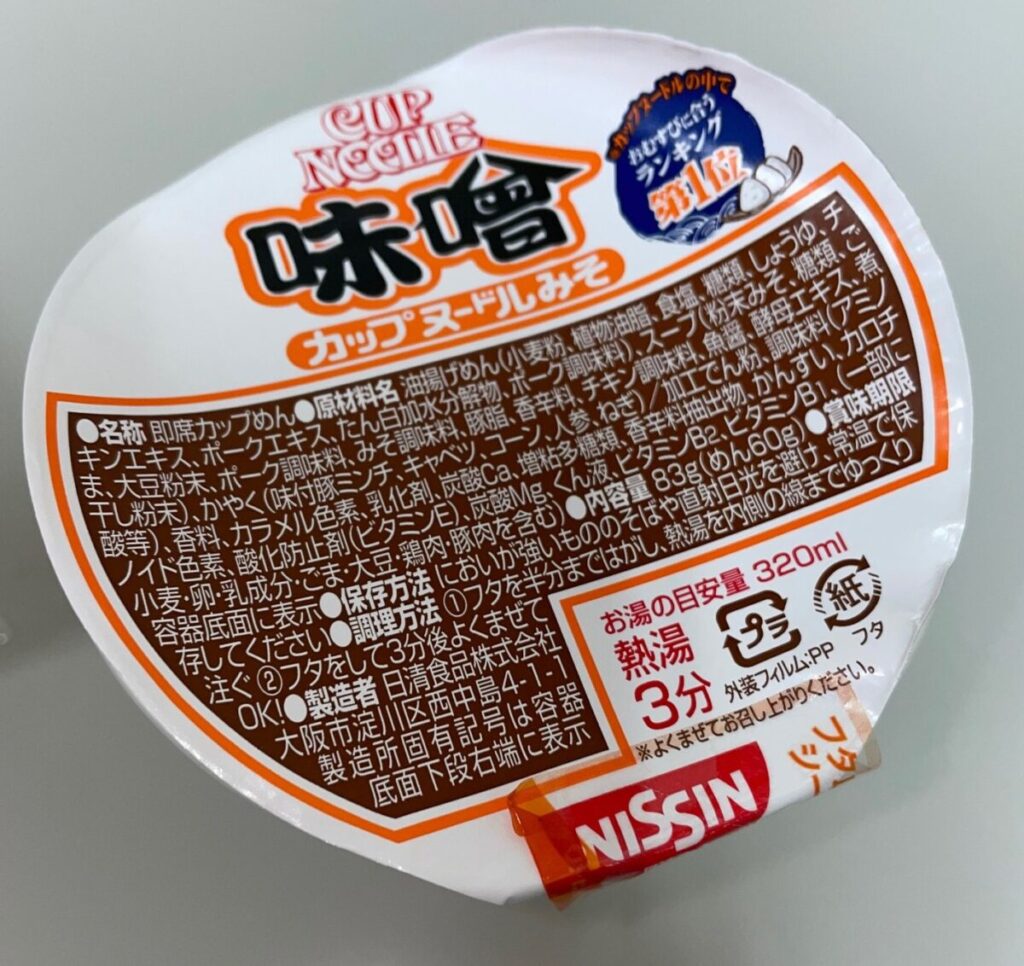 CUP
NOODLE
味噌
カップヌードルみそ
※カップヌードルの中で
おむすびに合う
ランキング
第1位
●名称 即席カップめん●原材料名 油揚げめん(小麦粉、植物油脂、食塩、糖類、しょうゆ、チ
キンエキス、ポークエキス、たん白加水分解物、ポーク調味料)、スープ(粉末みそ、糖類、ご
ま、大豆粉末、ポーク調味料、みそ調味料、豚脂、香辛料、チキン調味料、魚醤、酵母エキス、煮
干し粉末)、かやく(味付豚ミンチ、キャベツ、コーン、人参、ねぎ)/加工でん粉、調味料(アミノ
酸等)、香料、カラメル色素、乳化剤、炭酸Ca、増粘多糖類、香辛料抽出物、かんすい、カロチ
ノイド色素、酸化防止剤(ビタミンE)、炭酸Mg、くん液、ビタミンB2、ビタミンB1、(一部に
小麦・卵・乳成分・ごま・大豆・鶏肉・豚肉を含む)●内容量 83g(めん60g)●賞味期限
容器底面に表示●保存方法 においが強いもののそばや直射日光を避け、常温で保
存してください●調理方法 ①フタを半分まではがし、熱湯を内側の線までゆっくり
注ぐ②フタをして3分後よくまぜて
OK!●製造者 日清食品株式会社
大阪市淀川区西中島4-1-1
製造所固有記号は容器
底面下段右端に表示
お湯の目安量 320ml
熱湯
3分
プラ
外装フィルム:PP
紙
フタ
※よくまぜてお召し上がりください。
NISSIN
フタ
シー